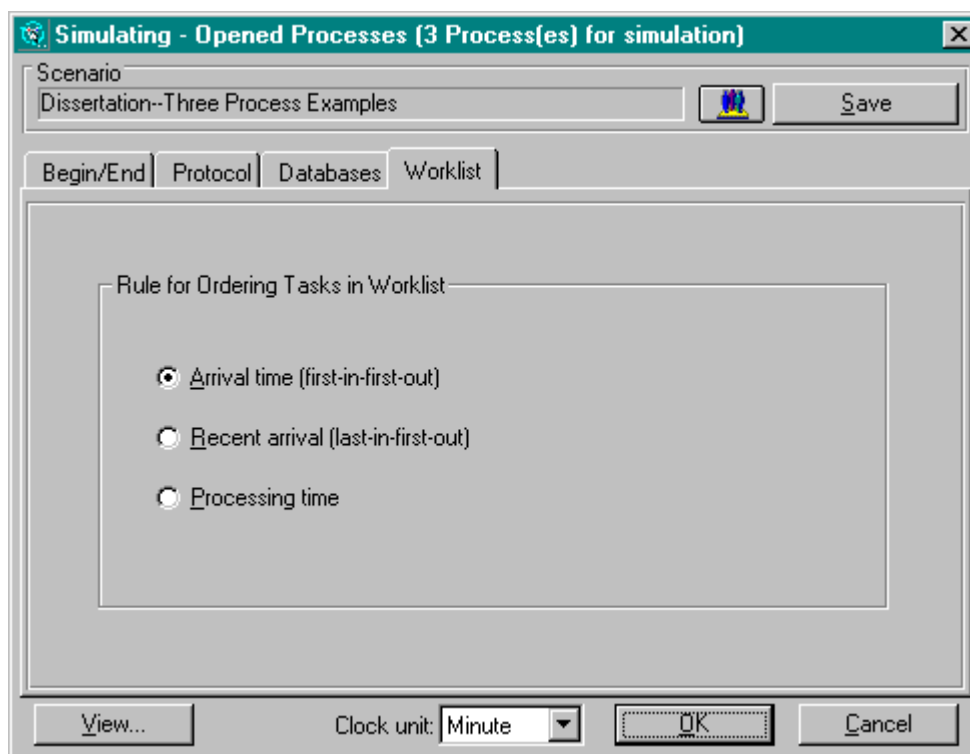 Simulating - Opened Processes (3 Process(es) for simulation)
Scenario
Dissertation--Three Process Examples
Save
Begin/End Protocol Databases Worklist
Rule for Ordering Tasks in Worklist
Arrival time (first-in-first-out)
Recent arrival (last-in-first-out)
Processing time
View... Clock unit: Minute OK Cancel